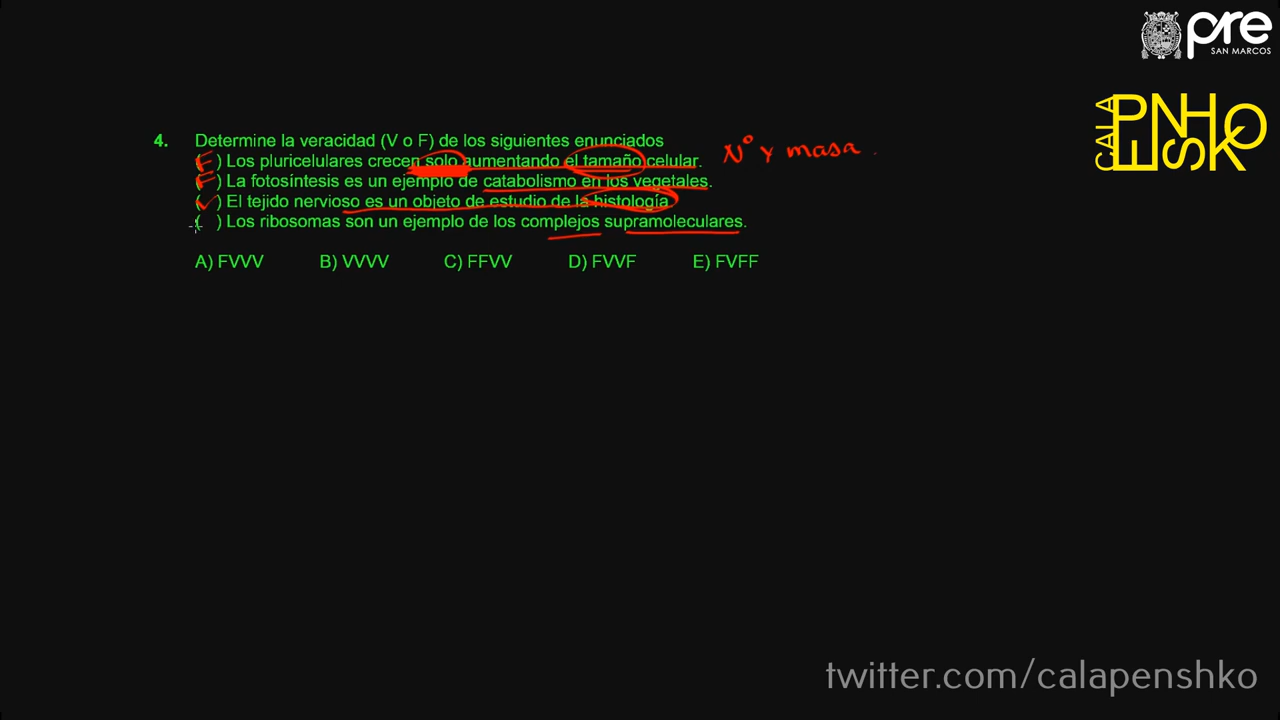 pre
SAN MARCOS
CALA
PENSHKO
4. Determine la veracidad (V o F) de los siguientes enunciados
(F) Los pluricelulares crecen solo aumentando el tamaño celular. Nº y masa.
(F) La fotosíntesis es un ejemplo de catabolismo en los vegetales.
(V) El tejido nervioso es un objeto de estudio de la histología
( ) Los ribosomas son un ejemplo de los complejos supramoleculares.
A) FVVV B) VVVV C) FFVV D) FVVF E) FVFF
twitter.com/calapenshko